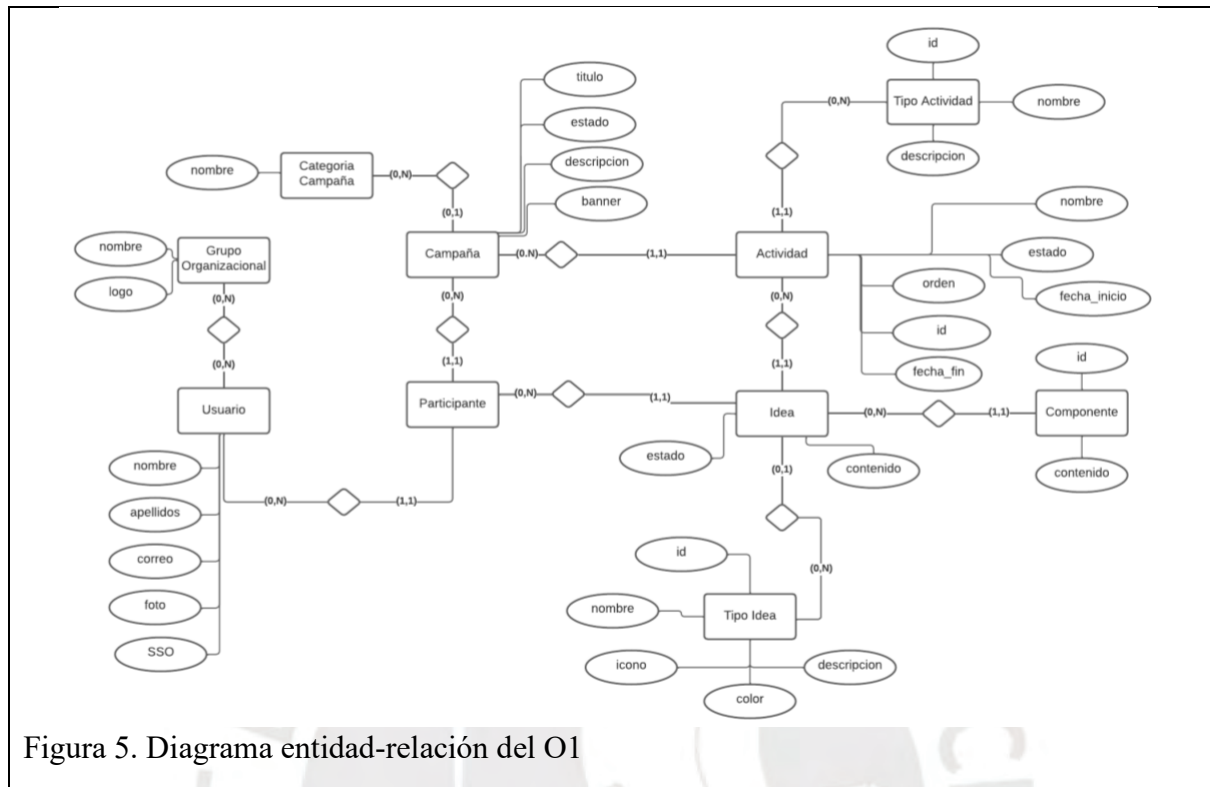 id
titulo
Tipo Actividad
(0,N)
nombre
estado
descripcion
descripcion
nombre
Categoria
Campaña
(0,N)
banner
(0,1)
(1,1)
nombre
nombre
Grupo
Organizacional
Campaña
(0.N)
(1,1)
Actividad
estado
logo
orden
fecha_inicio
(0,N)
(0,N)
(0,N)
id
(0,N)
(1,1)
(1,1)
id
fecha_fin
Usuario
Participante
(0,N)
(1,1)
Idea
(0,N)
(1,1)
Componente
estado
contenido
contenido
nombre
(0,1)
(0,N)
(1,1)
apellidos
id
correo
(0,N)
foto
nombre
Tipo Idea
SSO
icono
descripcion
color
Figura 5. Diagrama entidad-relación del O1